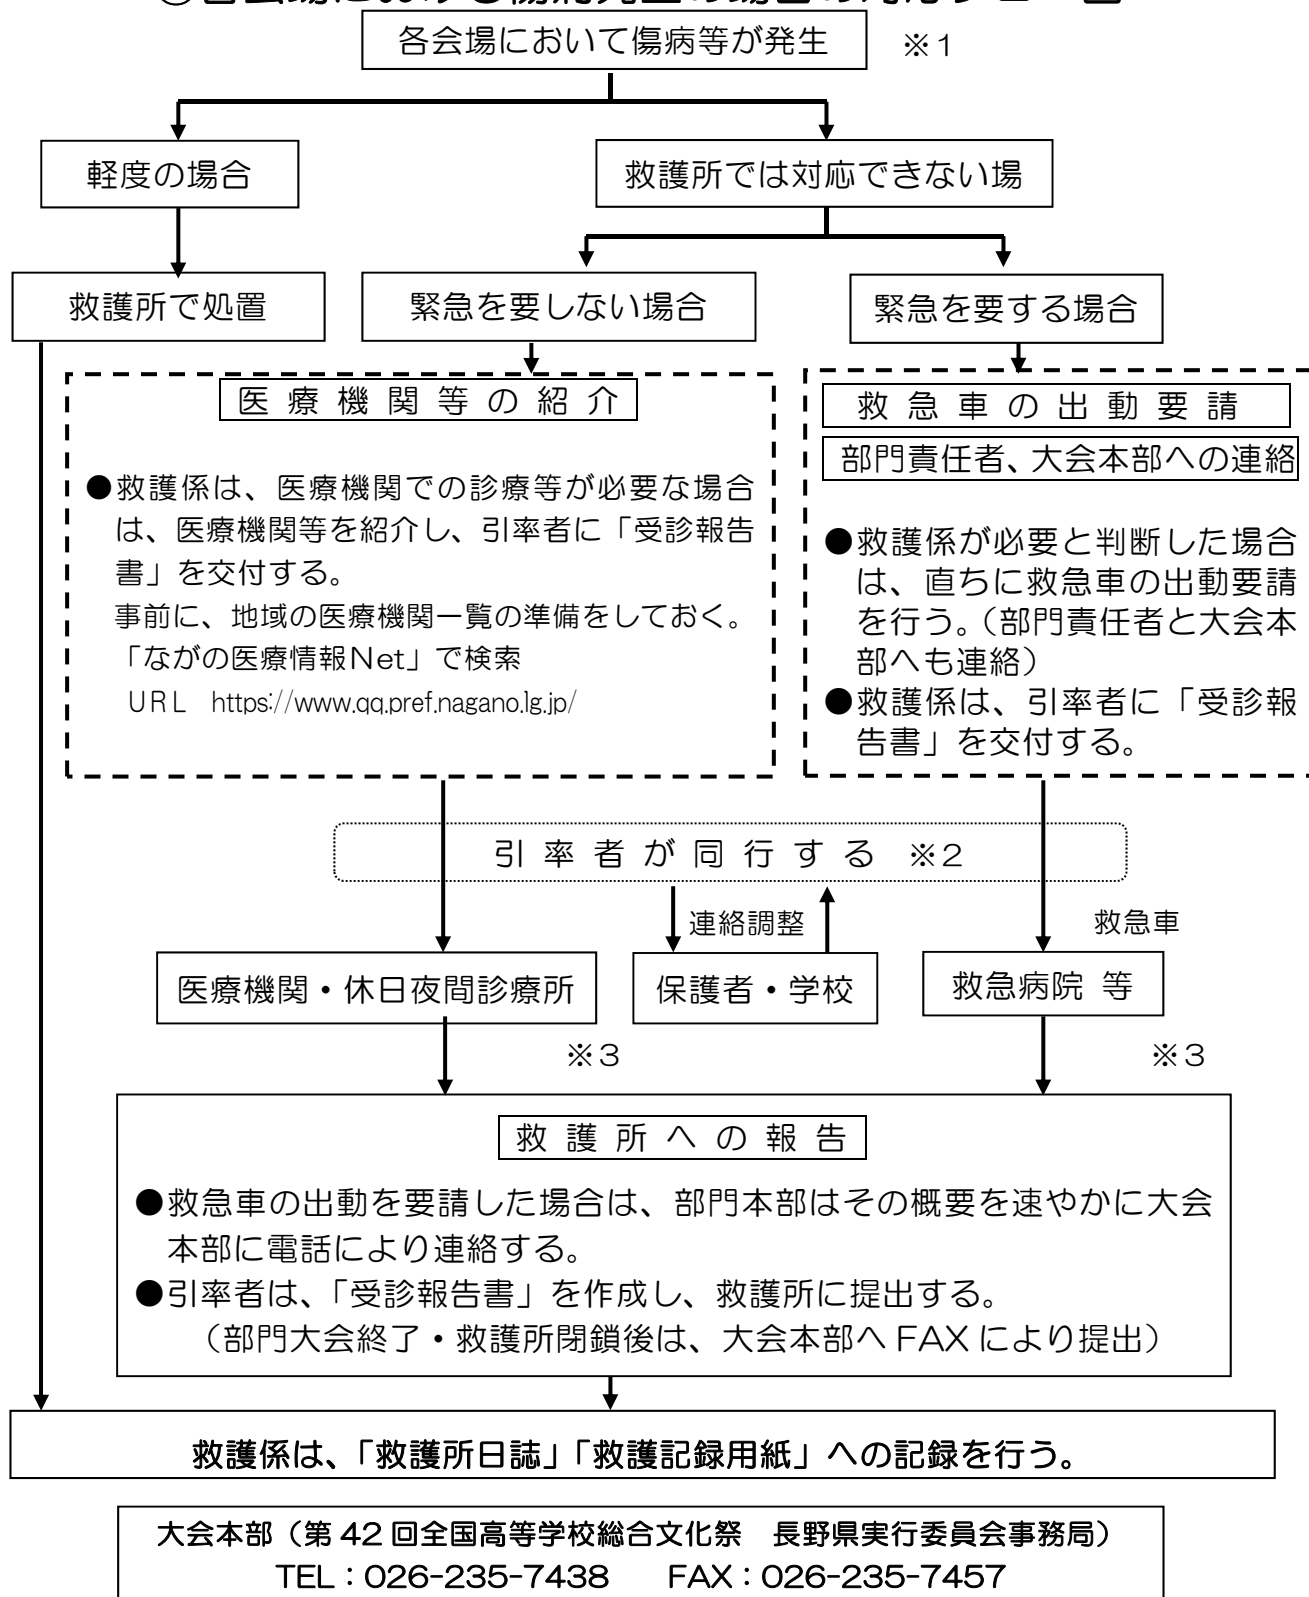 各会場において傷病等が発生 ※1
軽度の場合
救護所では対応できない場
救護所で処置
緊急を要しない場合
緊急を要する場合
医療機関等の紹介
●救護係は、医療機関での診療等が必要な場合
は、医療機関等を紹介し、引率者に「受診報告
書」を交付する。
事前に、地域の医療機関一覧の準備をしておく。
「ながの医療情報Net」で検索
URL https://www.qq.pref.nagano.lg.jp/
救急車の出動要請
部門責任者、大会本部への連絡
●救護係が必要と判断した場合
は、直ちに救急車の出動要請
を行う。（部門責任者と大会本
部へも連絡）
●救護係は、引率者に「受診報
告書」を交付する。
引率者が同行する ※2
連絡調整
救急車
医療機関・休日夜間診療所
保護者・学校
救急病院 等
※3
※3
救護所への報告
●救急車の出動を要請した場合は、部門本部はその概要を速やかに大会
本部に電話により連絡する。
●引率者は、「受診報告書」を作成し、救護所に提出する。
（部門大会終了・救護所閉鎖後は、大会本部へ FAX により提出）
救護係は、「救護所日誌」「救護記録用紙」への記録を行う。
大会本部（第 42 回全国高等学校総合文化祭 長野県実行委員会事務局）
TEL：026-235-7438 FAX：026-235-7457